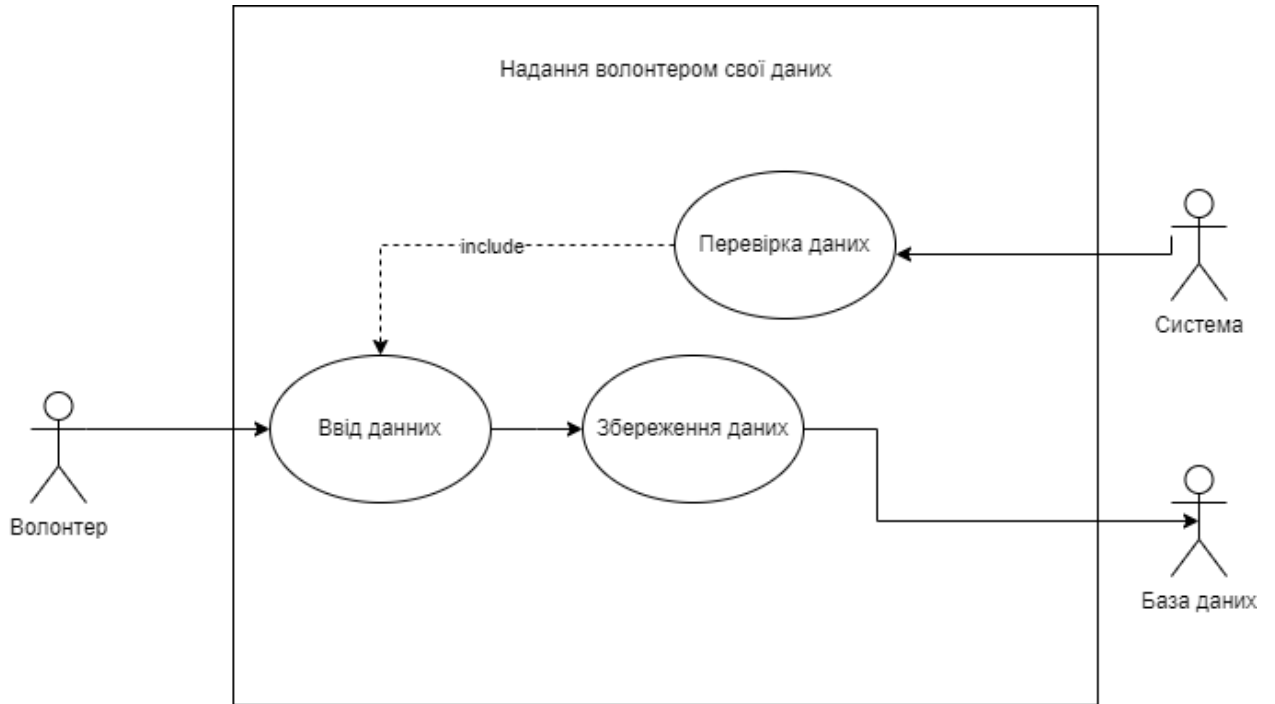 Надання волонтером свої даних
Перевірка даних
include
Система
Ввід данних
Збереження даних
Волонтер
База даних